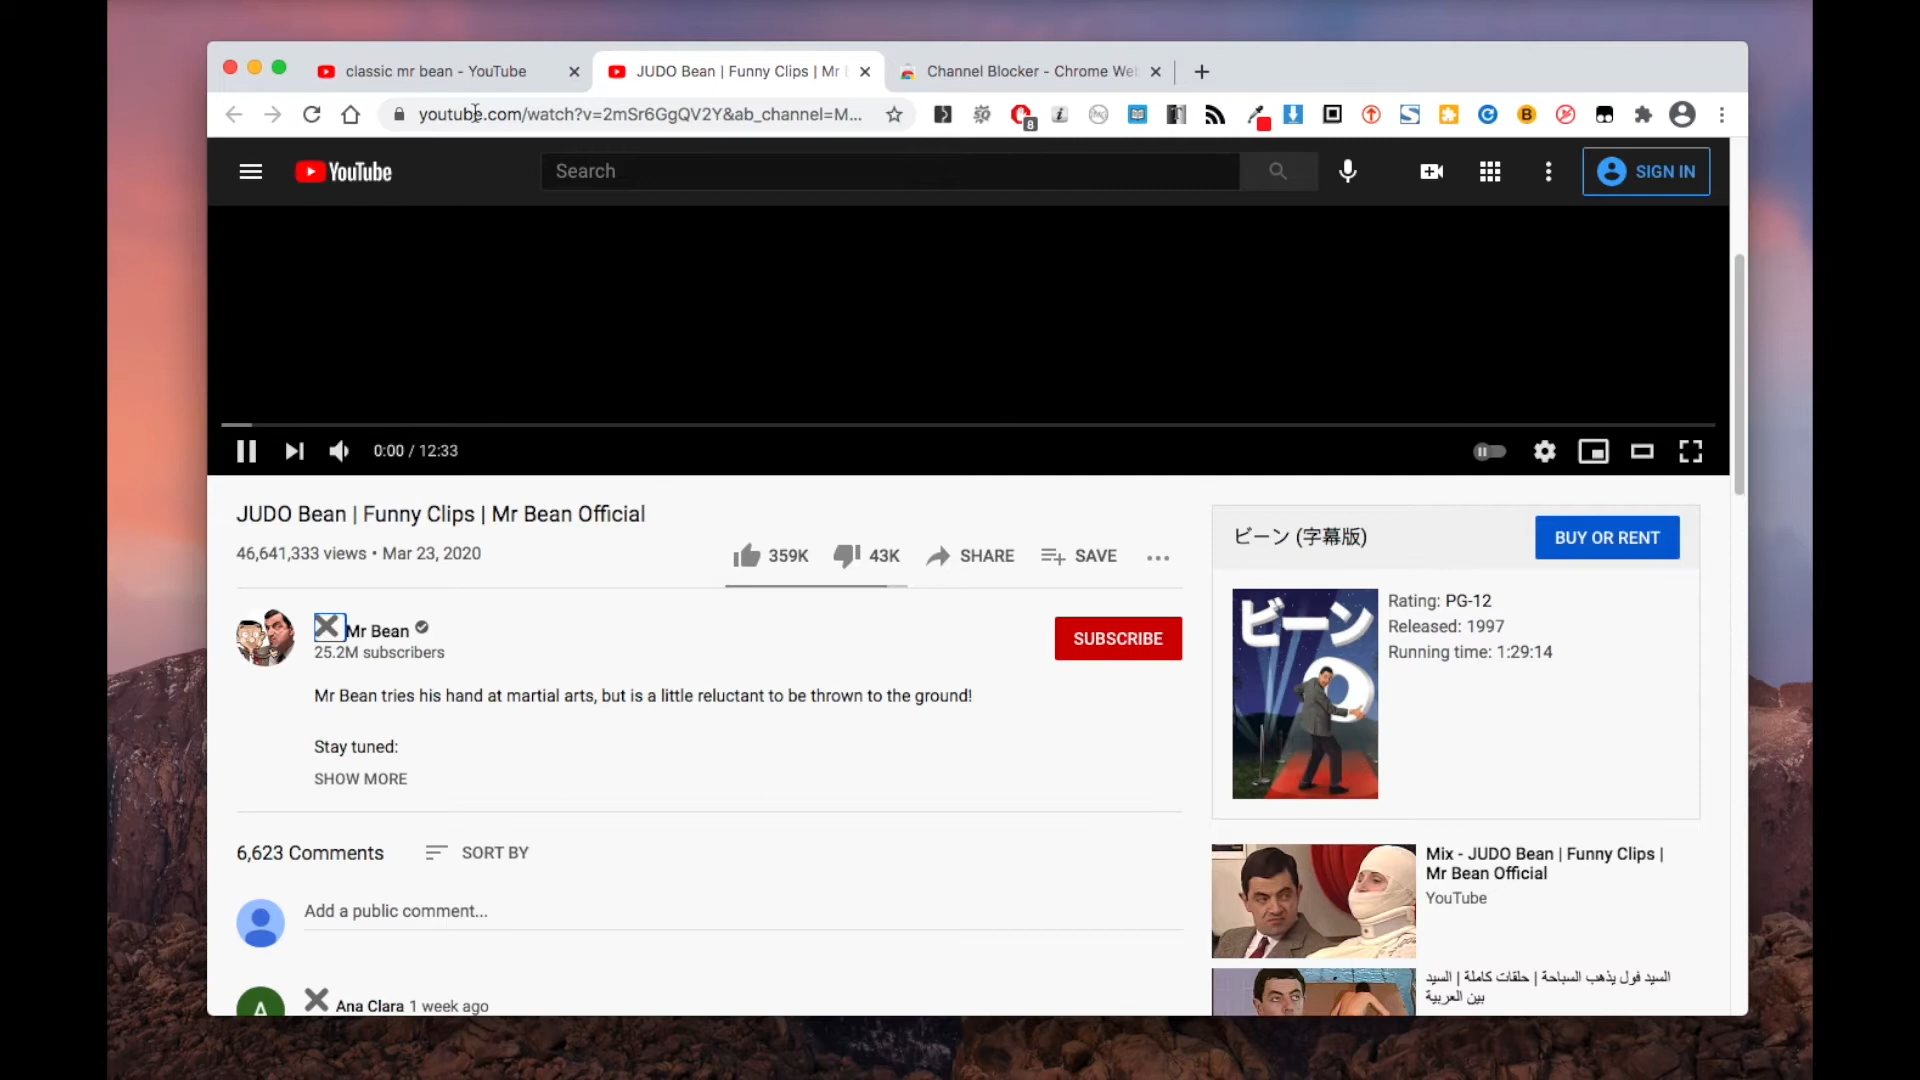 classic mr bean - YouTube
JUDO Bean | Funny Clips | Mr
Channel Blocker - Chrome We
youtube.com/watch?v=2mSr6GgQV2Y&ab_channel=M...
8
YouTube
Search
SIGN IN
0:00 / 12:33
JUDO Bean | Funny Clips | Mr Bean Official
46,641,333 views • Mar 23, 2020
359K
43K
SHARE
SAVE
Mr Bean
25.2M subscribers
SUBSCRIBE
Mr Bean tries his hand at martial arts, but is a little reluctant to be thrown to the ground!
Stay tuned:
SHOW MORE
6,623 Comments
SORT BY
Add a public comment...
A
Ana Clara 1 week ago
ビーン (字幕版)
BUY OR RENT
ビーン
Rating: PG-12
Released: 1997
Running time: 1:29:14
Mix - JUDO Bean | Funny Clips |
Mr Bean Official
YouTube
السيد فول يذهب السباحة | حلقات كاملة | السيد
بين العربية